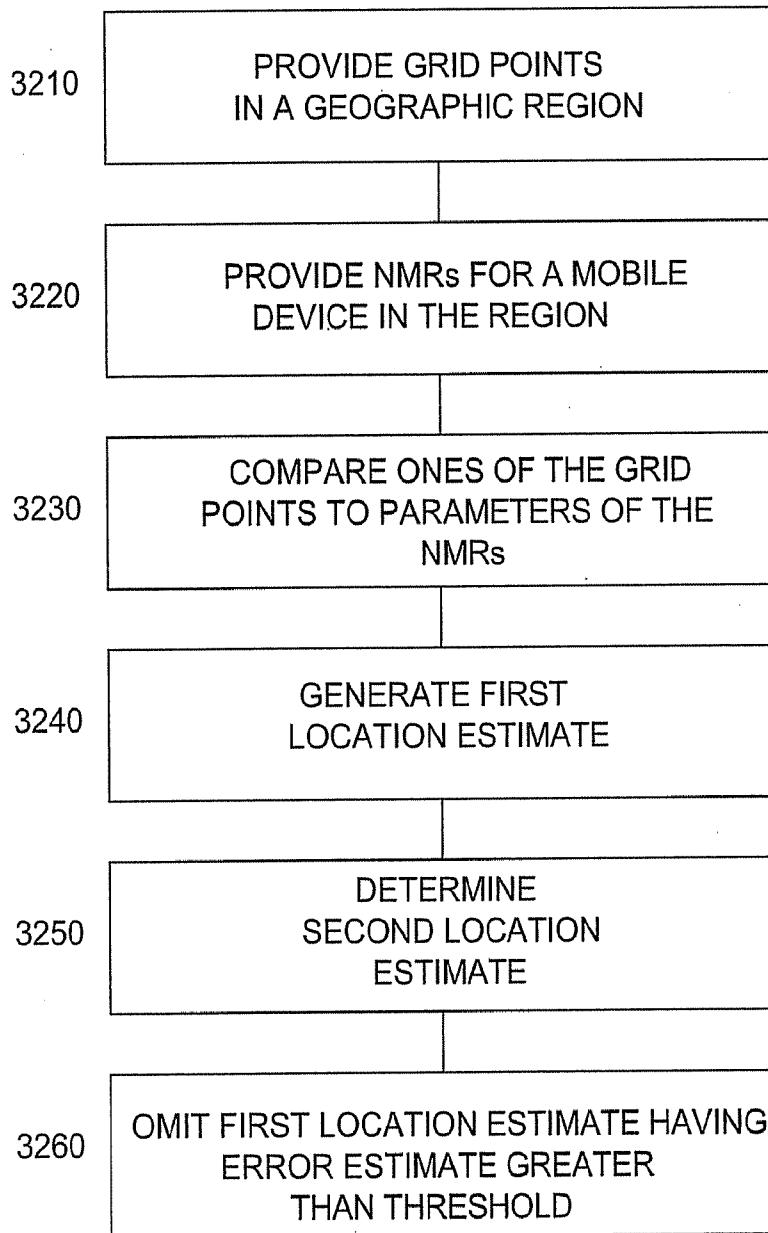 3210
PROVIDE GRID POINTS
IN A GEOGRAPHIC REGION
3220
PROVIDE NMRs FOR A MOBILE
DEVICE IN THE REGION
3230
COMPARE ONES OF THE GRID
POINTS TO PARAMETERS OF THE
NMRs
3240
GENERATE FIRST
LOCATION ESTIMATE
3250
DETERMINE
SECOND LOCATION
ESTIMATE
3260
OMIT FIRST LOCATION ESTIMATE HAVING
ERROR ESTIMATE GREATER
THAN THRESHOLD